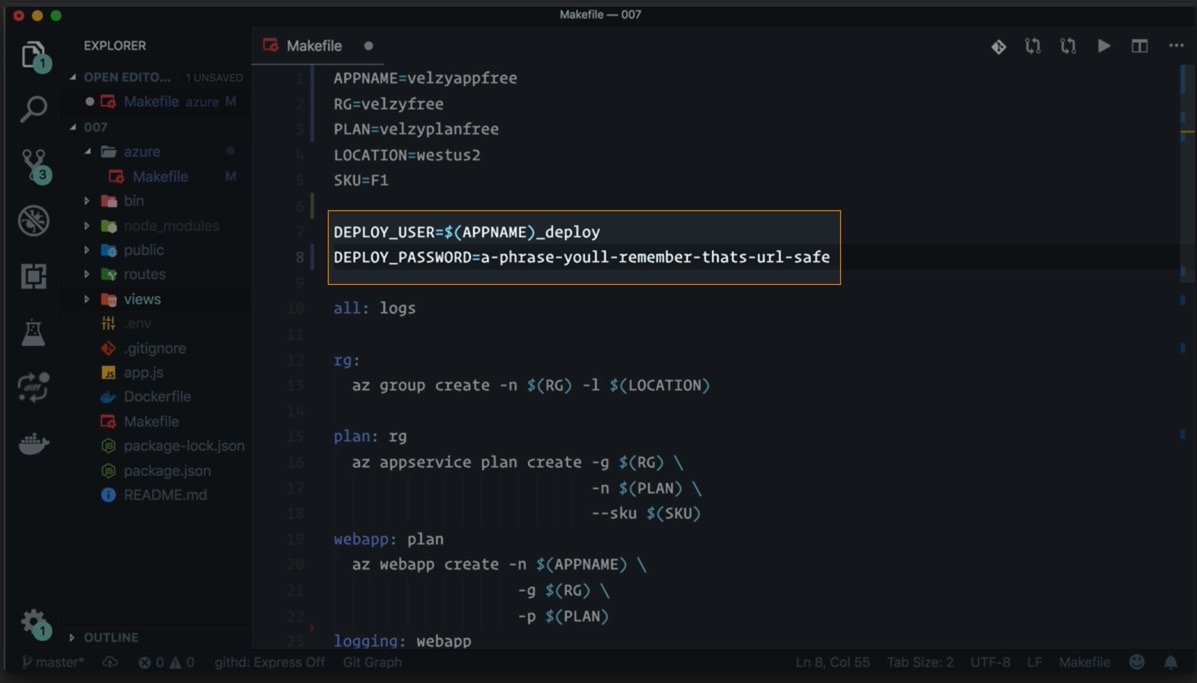 Makefile — 007
EXPLORER
OPEN EDITO... 1 UNSAVED
Makefile azure M
007
azure
Makefile M
bin
node_modules
public
routes
views
.env
.gitignore
app.js
Dockerfile
Makefile
package-lock.json
package.json
README.md
OUTLINE
1
3
1
Makefile
1 APPNAME=velzyappfree
2 RG=velzyfree
3 PLAN=velzyplanfree
4 LOCATION=westus2
5 SKU=F1
6
7 DEPLOY_USER=$(APPNAME)_deploy
8 DEPLOY_PASSWORD=a-phrase-youll-remember-thats-url-safe
9
10 all: logs
11
12 rg:
13 az group create -n $(RG) -l $(LOCATION)
14
15 plan: rg
16 az appservice plan create -g $(RG) \
17 -n $(PLAN) \
18 --sku $(SKU)
19 webapp: plan
20 az webapp create -n $(APPNAME) \
21 -g $(RG) \
22 -p $(PLAN)
23 logging: webapp
master* 0 0 githd: Express Off Git Graph Ln 8, Col 55 Tab Size: 2 UTF-8 LF Makefile